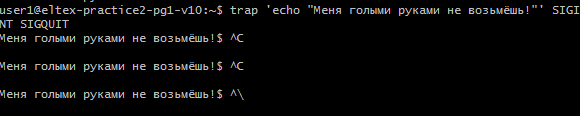 user1@eltex-practice2-pg1-v10:~$ trap 'echo "Меня голыми руками не возьмёшь!"' SIGI
NT SIGQUIT
Меня голыми руками не возьмёшь!$ ^C
Меня голыми руками не возьмёшь!$ ^C
Меня голыми руками не возьмёшь!$ ^\